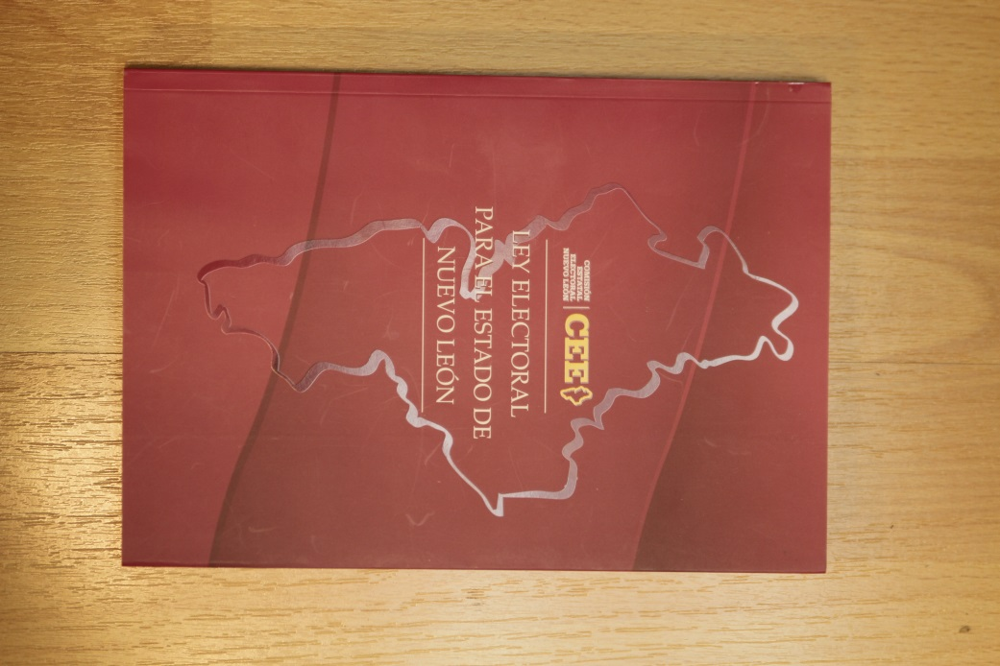 COMISIÓN
ESTATAL
ELECTORAL
NUEVO LEÓN
CEE
LEY ELECTORAL
PARA EL ESTADO DE
NUEVO LEÓN